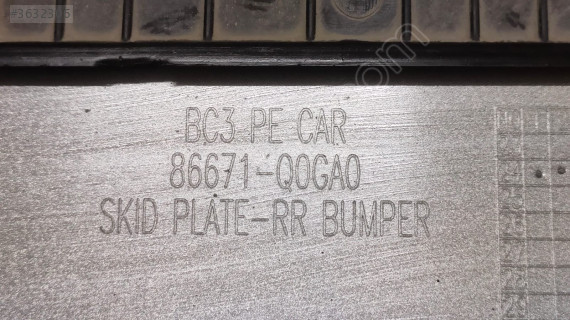 BC3 PE CAR
86671-Q0GA0
SKID PLATE-RR BUMPER